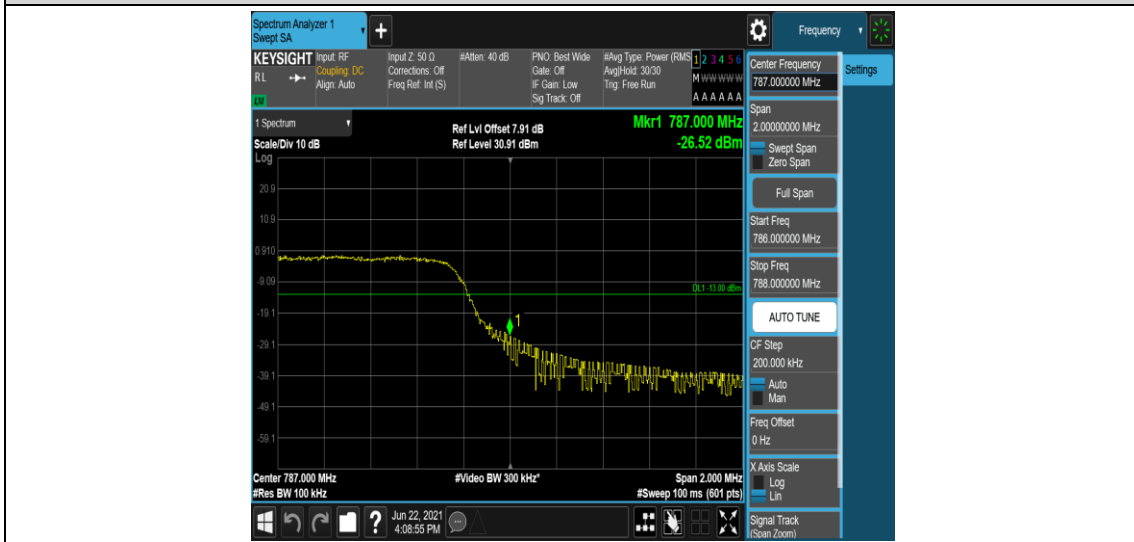 Spectrum Analyzer 1
Swept SA
+
Frequency
KEYSIGHT
RL
LXI
Input: RF
Coupling: DC
Align: Auto
Input Z: 50 Ω
Corrections: Off
Freq Ref: Int (S)
#Atten: 40 dB
PNO: Best Wide
Gate: Off
IF Gain: Low
Sig Track: Off
#Avg Type: Power (RMS
Avg|Hold: 30/30
Trig: Free Run
1 2 3 4 5 6
M W W W W W
A A A A A A
1 Spectrum
Scale/Div 10 dB
Log
Ref Lvl Offset 7.91 dB
Ref Level 30.91 dBm
Mkr1 787.000 MHz
-26.52 dBm
20.9
10.9
0.910
-9.09
-19.1
-29.1
-39.1
-49.1
-59.1
DL1 -13.00 dBm
1
Center 787.000 MHz
#Res BW 100 kHz
#Video BW 300 kHz*
Span 2.000 MHz
#Sweep 100 ms (601 pts)
?
Jun 22, 2021
4:08:55 PM
Center Frequency
787.000000 MHz
Span
2.00000000 MHz
Swept Span
Zero Span
Full Span
Start Freq
786.000000 MHz
Stop Freq
788.000000 MHz
AUTO TUNE
CF Step
200.000 kHz
Auto
Man
Freq Offset
0 Hz
X Axis Scale
Log
Lin
Signal Track
(Span Zoom)
Settings